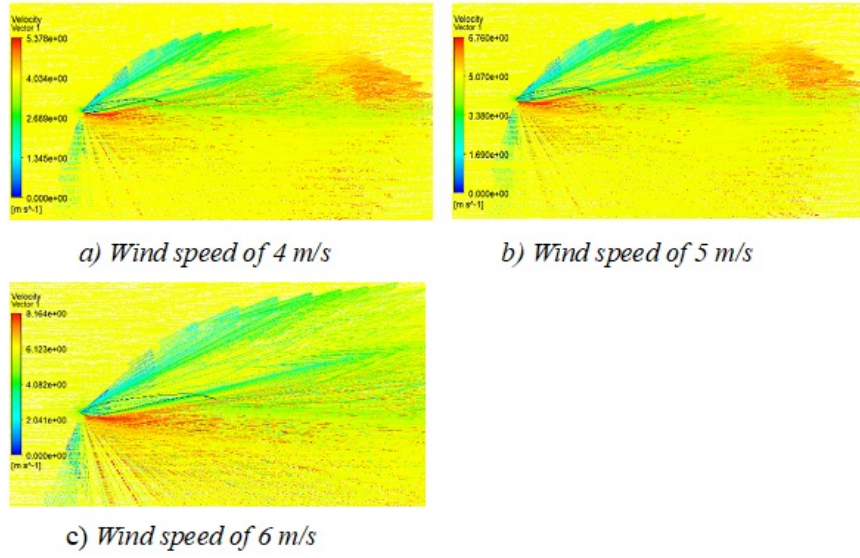 Velocity
Vector 1
5.378e+00
4.034e+00
2.689e+00
1.345e+00
0.000e+00
[m s^-1]
a) Wind speed of 4 m/s
Velocity
Vector 1
6.760e+00
5.070e+00
3.380e+00
1.690e+00
0.000e+00
[m s^-1]
b) Wind speed of 5 m/s
Velocity
Vector 1
8.164e+00
6.123e+00
4.082e+00
2.041e+00
0.000e+00
[m s^-1]
c) Wind speed of 6 m/s